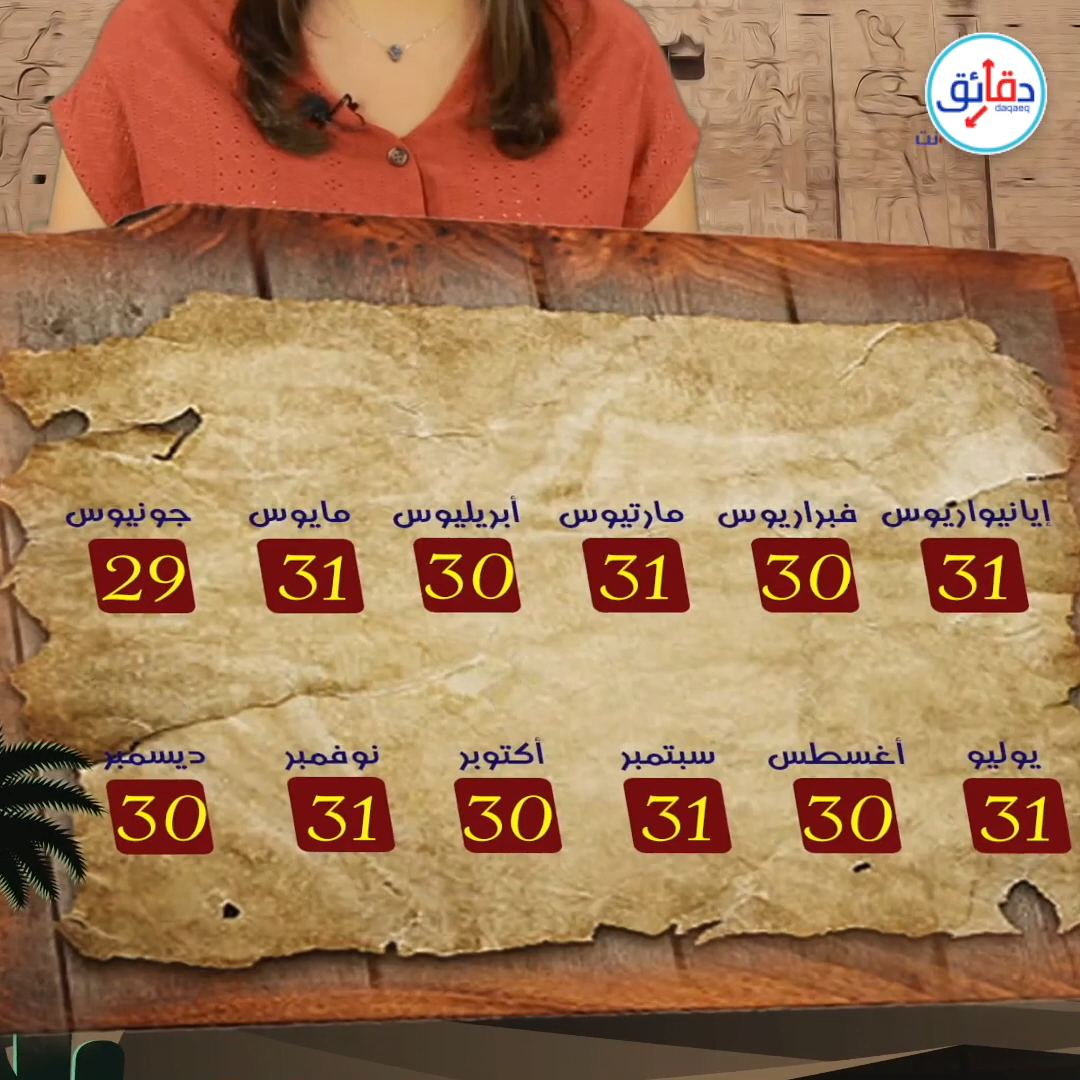 دقائق
daqaeq
نت
إيانيواريوس فبراريوس مارتيوس أبريليوس مايوس جونيوس
31 30 31 30 31 29
يوليو أغسطس سبتمبر أكتوبر نوفمبر ديسمبر
31 30 31 30 31 30